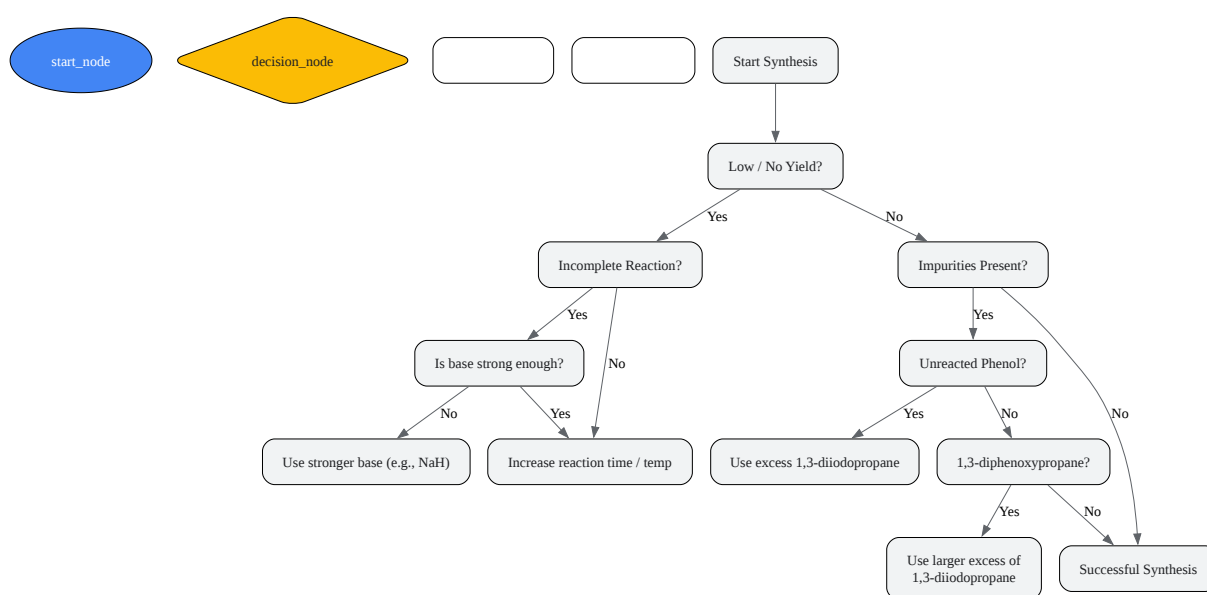 start_node
decision_node
Start Synthesis
Low / No Yield?
Yes
No
Incomplete Reaction?
Impurities Present?
Yes
Yes
Is base strong enough?
No
Unreacted Phenol?
No
No
Yes
Yes
No
Use stronger base (e.g., NaH)
Increase reaction time / temp
Use excess 1,3-diiodopropane
1,3-diphenoxypropane?
Yes
No
Use larger excess of
1,3-diiodopropane
Successful Synthesis